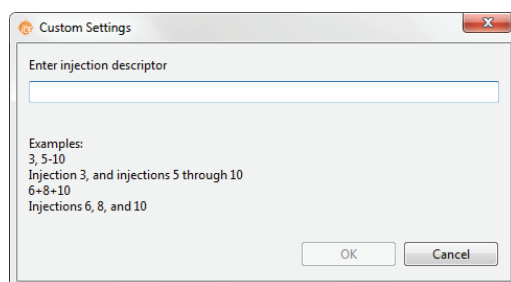 Custom Settings
Enter injection descriptor
Examples:
3, 5-10
Injection 3, and injections 5 through 10
6+8+10
Injections 6, 8, and 10
OK
Cancel